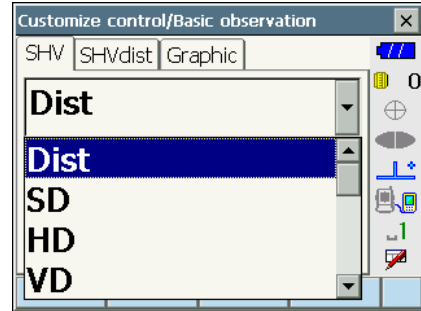 Customize control/Basic observation
SHV SHVdist Graphic
0
Dist
Dist
SD
HD
VD
1